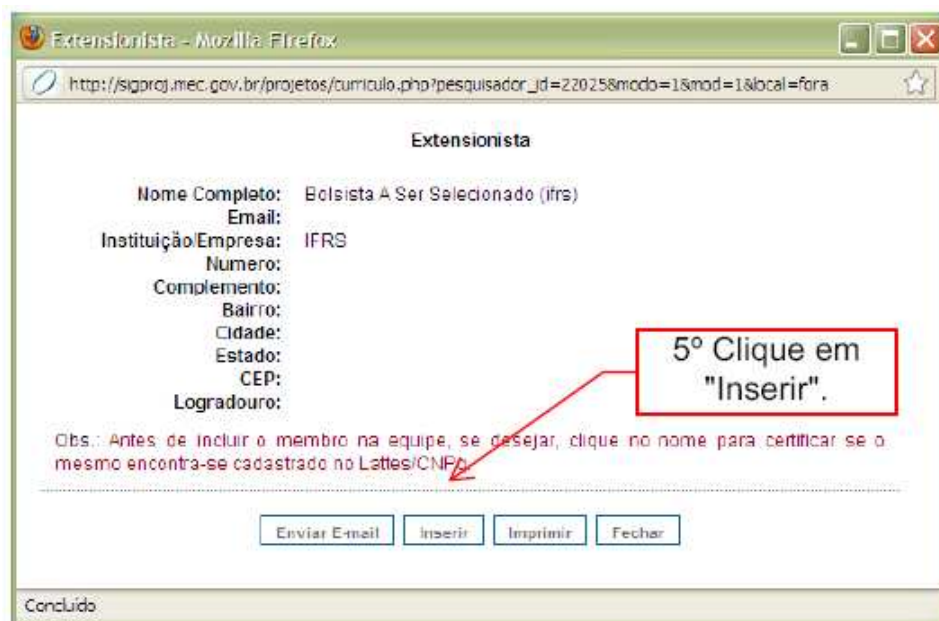 Extensionista - Mozilla Firefox
http://sigproj.mec.gov.br/projetos/curriculo.php?pesquisador_id=22025&modo=1&mod=1&local=fora
Extensionista
Nome Completo: Bolsista A Ser Selecionado (ifrs)
Email:
Instituição/Empresa: IFRS
Numero:
Complemento:
Bairro:
Cidade:
Estado:
CEP:
Logradouro:
5º Clique em
"Inserir".
Obs.: Antes de incluir o membro na equipe, se desejar, clique no nome para certificar se o
mesmo encontra-se cadastrado no Lattes/CNPq.
Enviar E-mail Inserir Imprimir Fechar
Concluído